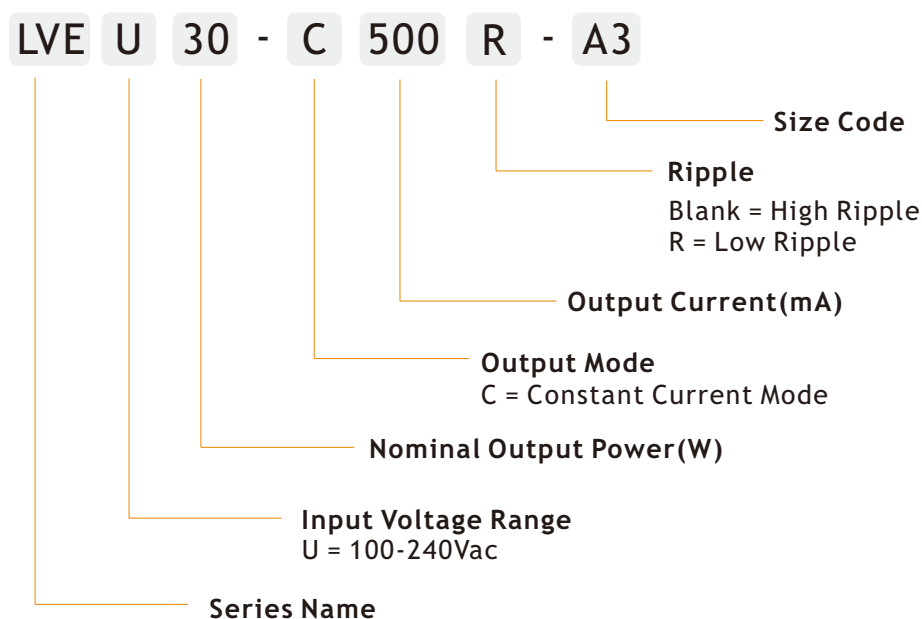 LVE U 30 - C 500 R - A3
Size Code
Ripple
Blank = High Ripple
R = Low Ripple
Output Current(mA)
Output Mode
C = Constant Current Mode
Nominal Output Power(W)
Input Voltage Range
U = 100-240Vac
Series Name